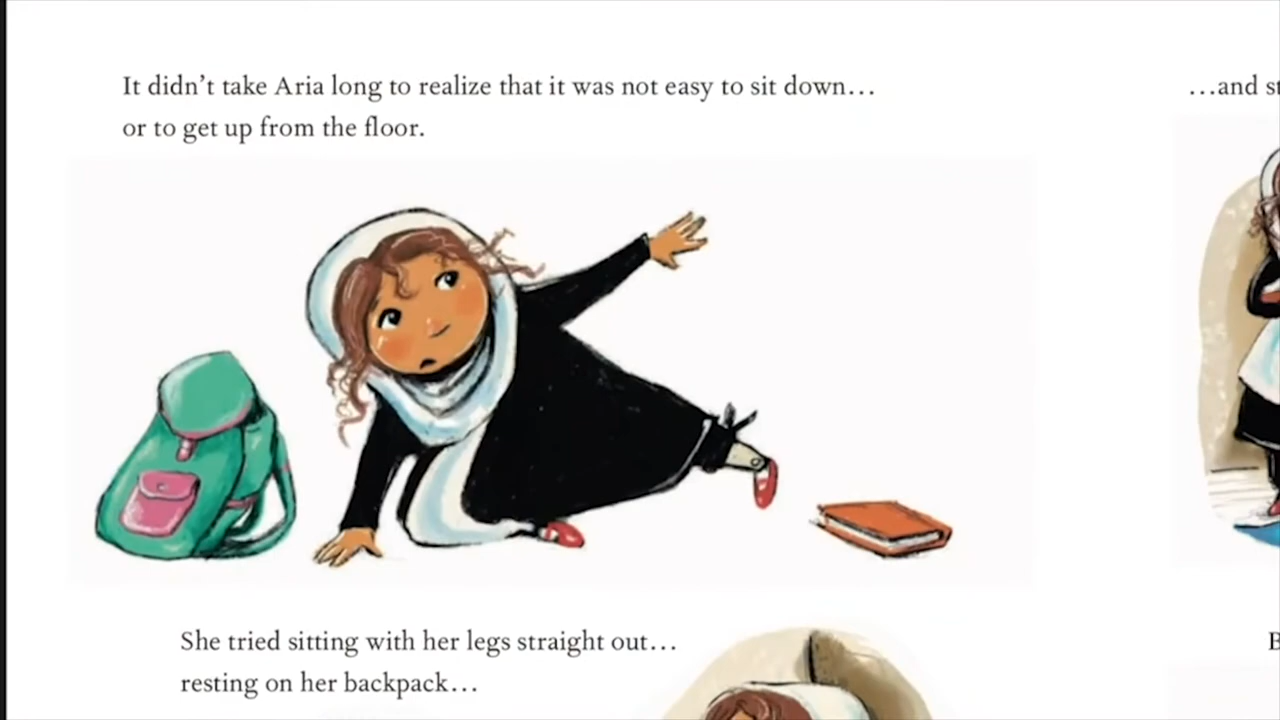 It didn’t take Aria long to realize that it was not easy to sit down…
or to get up from the floor.
…and
She tried sitting with her legs straight out…
resting on her backpack…